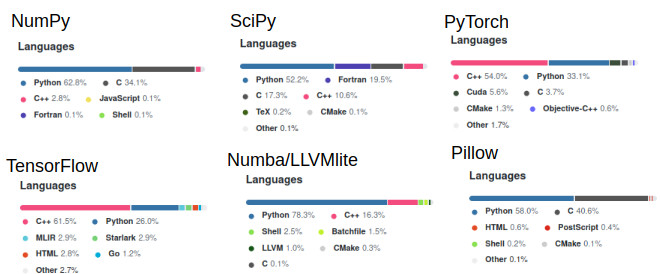 NumPy
Languages
Python 62.8% C 34.1%
C++ 2.8% JavaScript 0.1%
Fortran 0.1% Shell 0.1%
SciPy
Languages
Python 52.2% Fortran 19.5%
C 17.3% C++ 10.6%
TeX 0.2% CMake 0.1%
Other 0.1%
PyTorch
Languages
C++ 54.0% Python 33.1%
Cuda 5.6% C 3.7%
CMake 1.3% Objective-C++ 0.6%
Other 1.7%
TensorFlow
Languages
C++ 61.5% Python 26.0%
MLIR 2.9% Starlark 2.9%
HTML 2.8% Go 1.2%
Other 2.7%
Numba/LLVMlite
Languages
Python 78.3% C++ 16.3%
Shell 2.5% Batchfile 1.5%
LLVM 1.0% CMake 0.3%
C 0.1%
Pillow
Languages
Python 58.0% C 40.6%
HTML 0.6% PostScript 0.4%
Shell 0.2% CMake 0.1%
Other 0.1%